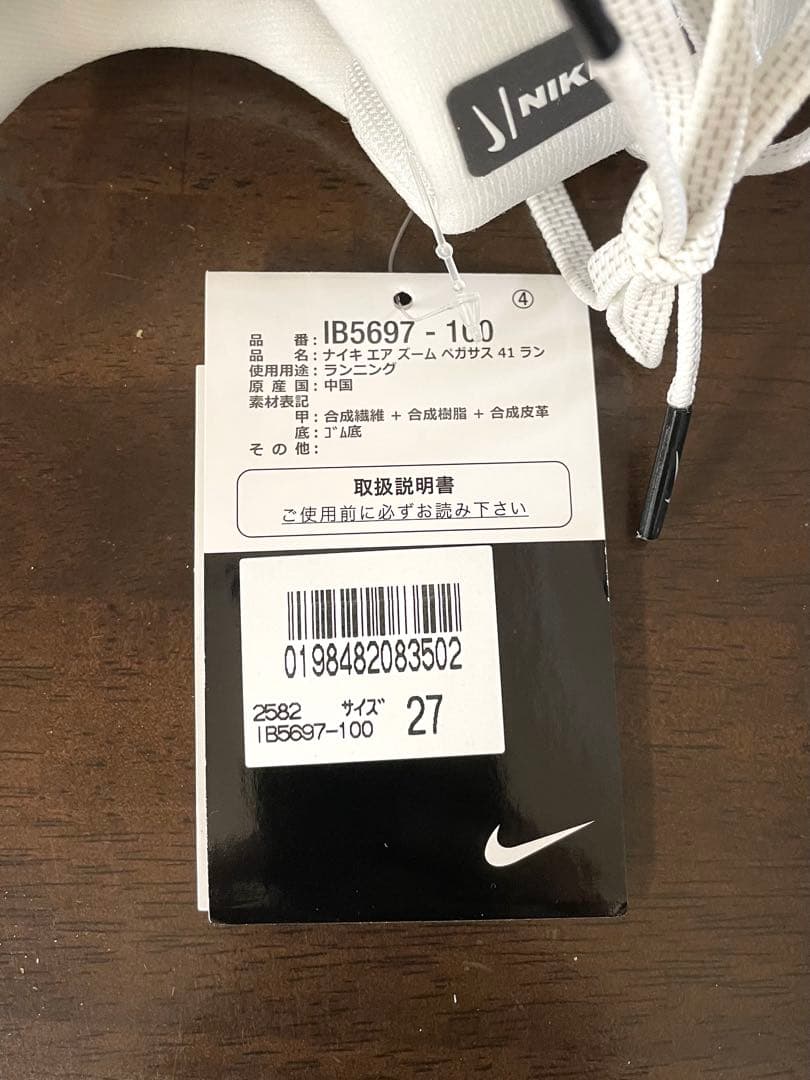 NIK
④
品番：IB5697 - 100
品名：ナイキ エア ズーム ペガサス 41 ラン
使用用途：ランニング
原産国：中国
素材表記
甲：合成繊維 + 合成樹脂 + 合成皮革
底：ｺﾞﾑ底
その他：
取扱説明書
ご使用前に必ずお読み下さい
0198482083502
2582 サイズ 27
IB5697-100